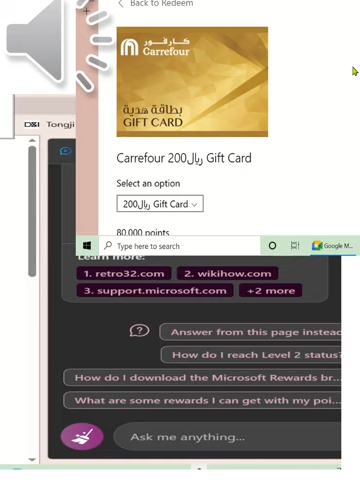 Back to Redeem
كارفور
Carrefour
بطاقة هدية
GIFT CARD
Carrefour 200ريال Gift Card
Select an option
200ريال Gift Card
80,000 points
Type here to search
Google M...
Tongji
Learn more:
1. retro32.com
2. wikihow.com
3. support.microsoft.com
+2 more
Answer from this page instead
How do I reach Level 2 status?
How do I download the Microsoft Rewards br...
What are some rewards I can get with my poi...
Ask me anything...